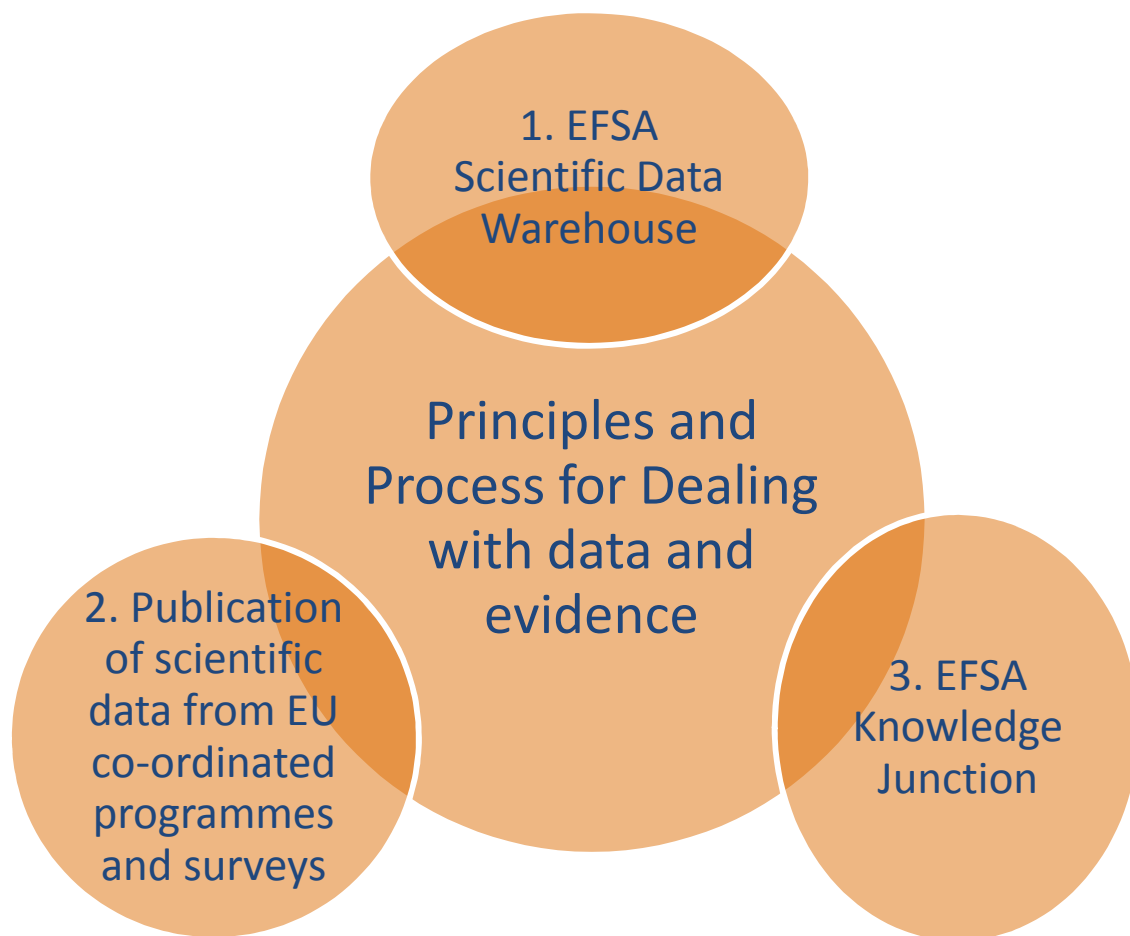 1. EFSA
Scientific Data
Warehouse
Principles and
Process for Dealing
with data and
evidence
2. Publication
of scientific
data from EU
co-ordinated
programmes
and surveys
3. EFSA
Knowledge
Junction